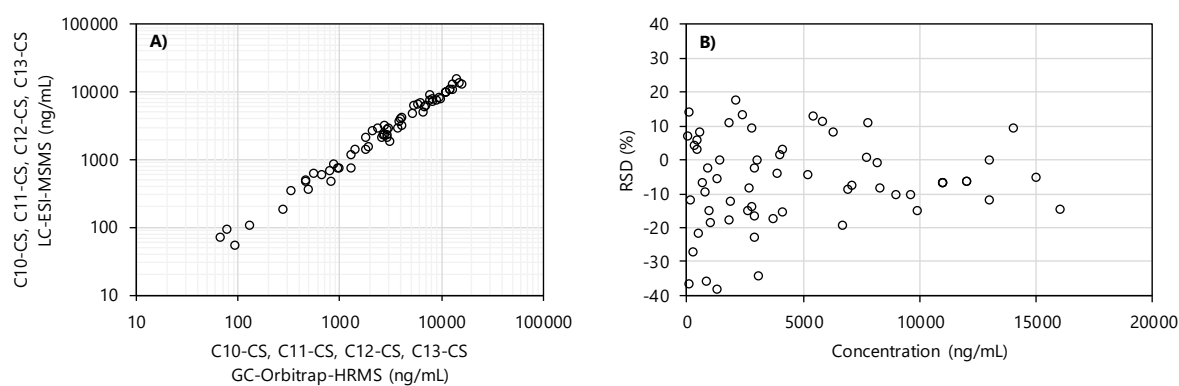 A)
100000
10000
1000
100
10
10 100 1000 10000 100000
C10-CS, C11-CS, C12-CS, C13-CS
LC-ESI-MSMS (ng/mL)
C10-CS, C11-CS, C12-CS, C13-CS
GC-Orbitrap-HRMS (ng/mL)
B)
40
30
20
10
0
-10
-20
-30
-40
RSD (%)
0 5000 10000 15000 20000
Concentration (ng/mL)